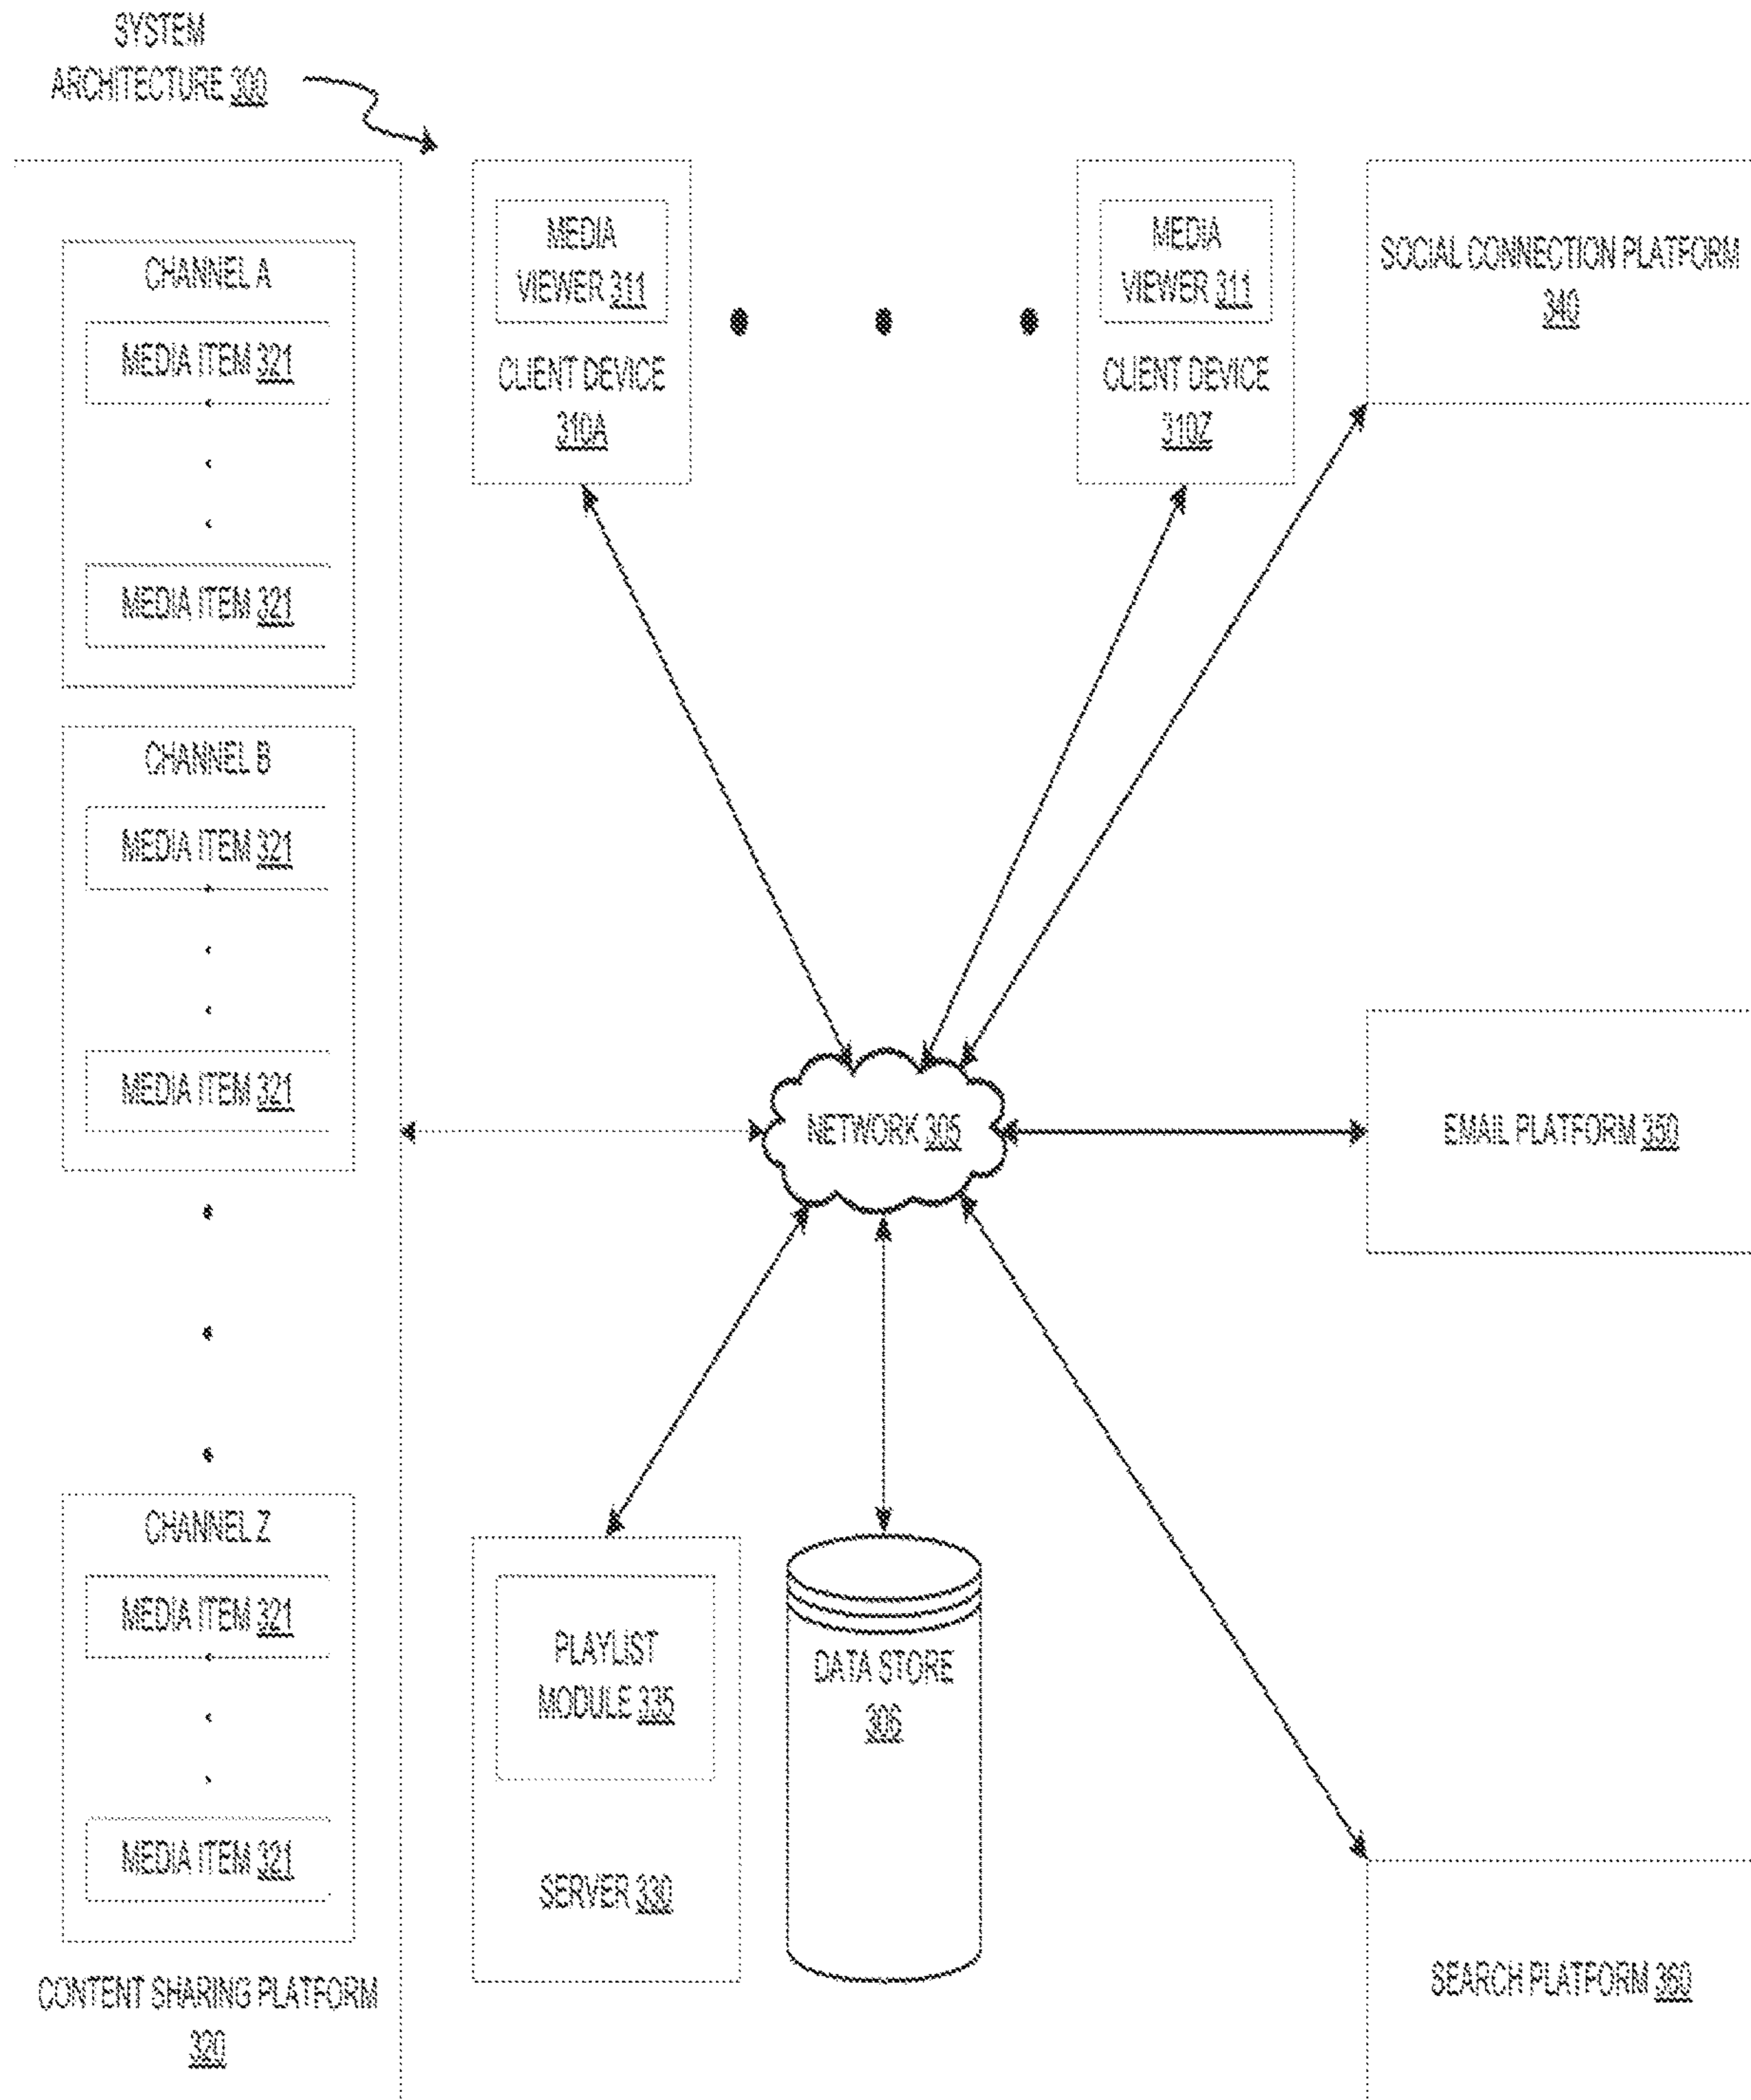 SYSTEM
ARCHITECTURE 300
CHANNEL A
MEDIA ITEM 321
MEDIA ITEM 321
CHANNEL B
MEDIA ITEM 321
MEDIA ITEM 321
CHANNEL Z
MEDIA ITEM 321
MEDIA ITEM 321
CONTENT SHARING PLATFORM
320
MEDIA
VIEWER 311
CLIENT DEVICE
310A
MEDIA
VIEWER 311
CLIENT DEVICE
310Z
SOCIAL CONNECTION PLATFORM
340
NETWORK 305
EMAIL PLATFORM 350
PLAYLIST
MODULE 335
SERVER 330
DATA STORE
306
SEARCH PLATFORM 360